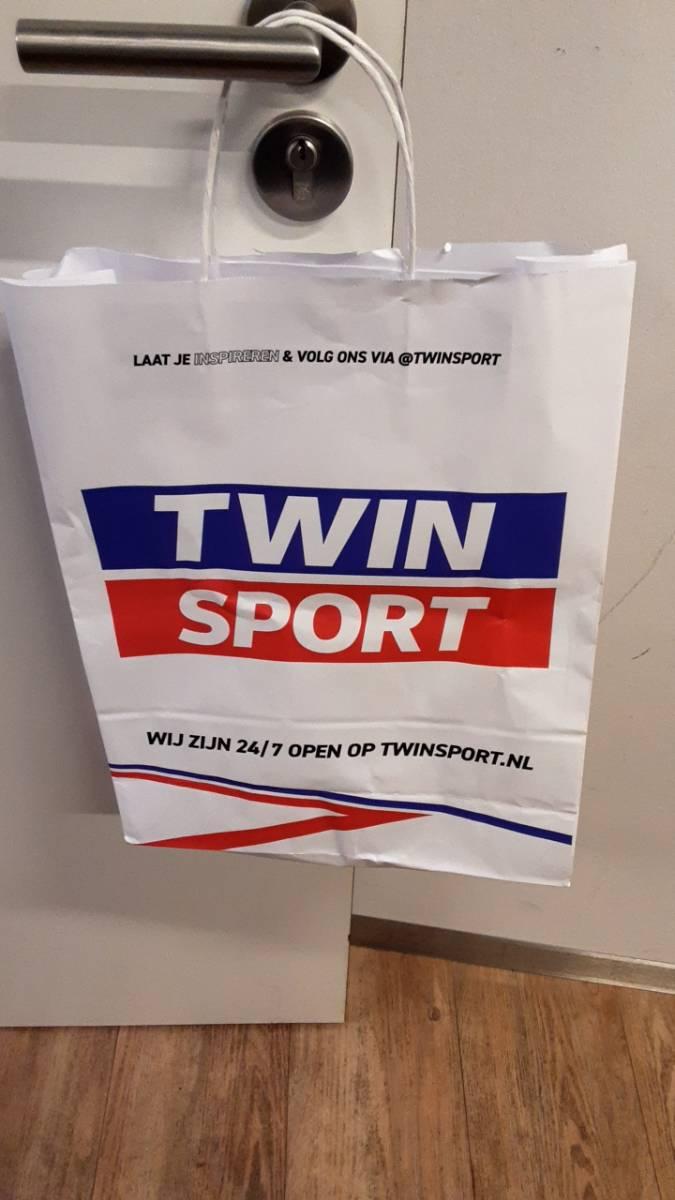 LAAT JE INSPIREREN & VOLG ONS VIA @TWINSPORT
TWIN
SPORT
WIJ ZIJN 24/7 OPEN OP TWINSPORT.NL